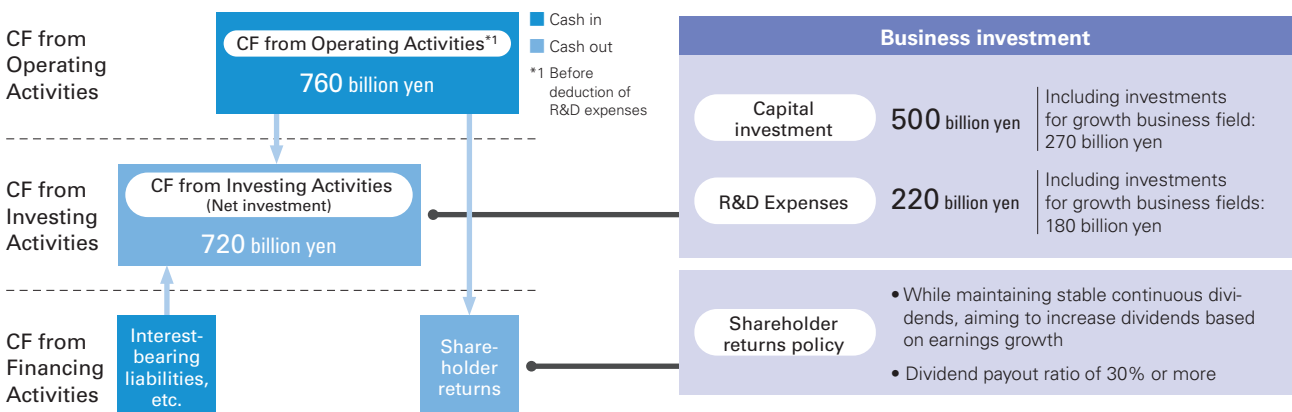 CF from
Operating
Activities
CF from Operating Activities*1
760 billion yen
Cash in
Cash out
*1 Before
deduction of
R&D expenses
CF from
Investing
Activities
CF from Investing Activities
(Net investment)
720 billion yen
CF from
Financing
Activities
Interest-
bearing
liabilities,
etc.
Share-
holder
returns
Business investment
Capital
investment
500 billion yen
Including investments
for growth business field:
270 billion yen
R&D Expenses
220 billion yen
Including investments
for growth business fields:
180 billion yen
Shareholder
returns policy
• While maintaining stable continuous divi-
dends, aiming to increase dividends based
on earnings growth
• Dividend payout ratio of 30% or more